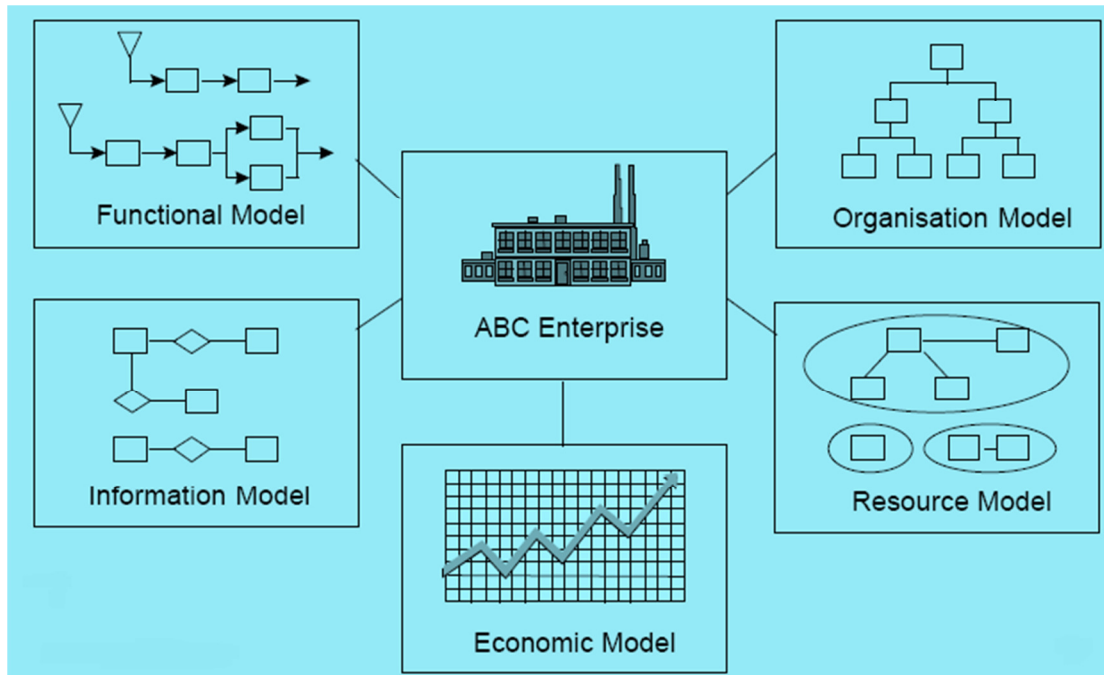 Functional Model
Organisation Model
ABC Enterprise
Information Model
Resource Model
Economic Model